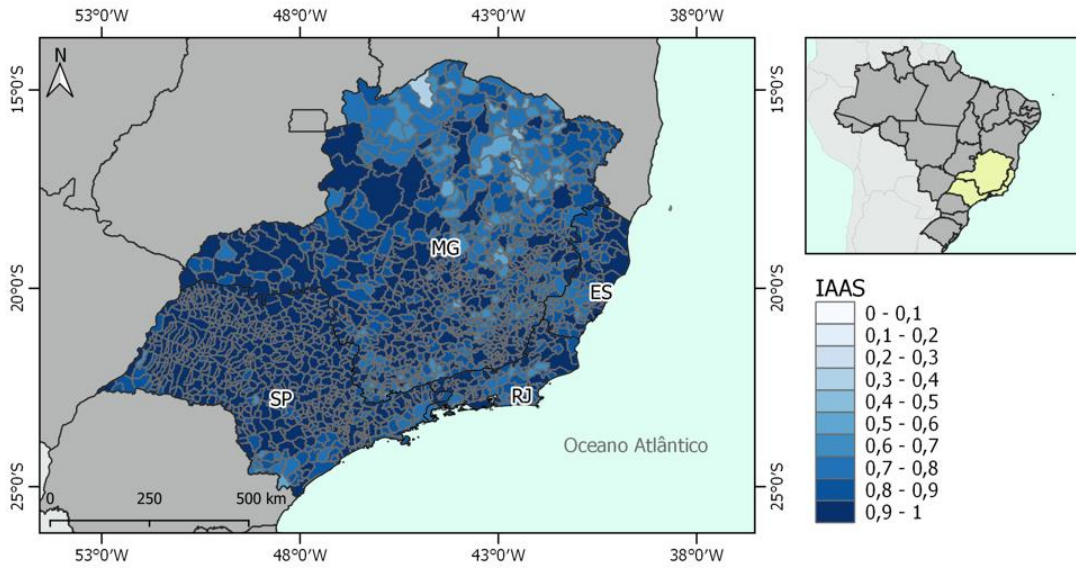 53°0'W 48°0'W 43°0'W 38°0'W
N
15°0'S
20°0'S
25°0'S
MG
ES
SP
RJ
Oceano Atlântico
0 250 500 km
15°0'S
20°0'S
25°0'S
53°0'W 48°0'W 43°0'W 38°0'W
IAAS
0 - 0,1
0,1 - 0,2
0,2 - 0,3
0,3 - 0,4
0,4 - 0,5
0,5 - 0,6
0,6 - 0,7
0,7 - 0,8
0,8 - 0,9
0,9 - 1